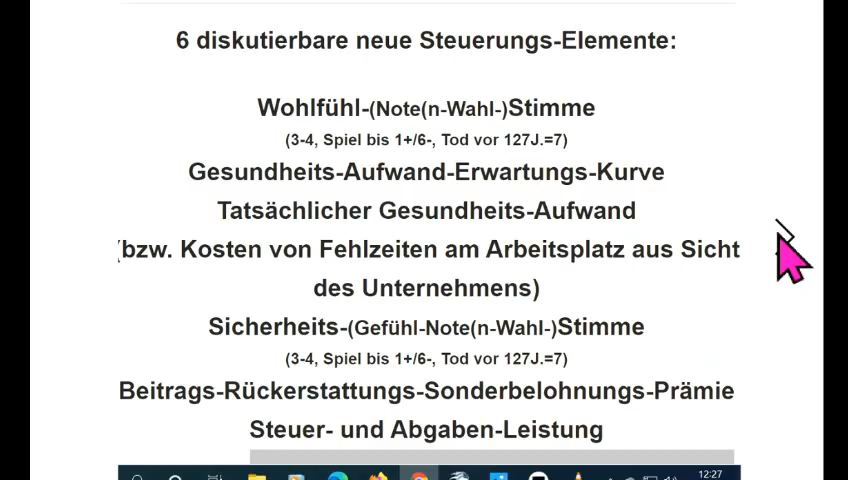 6 diskutierbare neue Steuerungs-Elemente:
Wohlfühl-(Note(n-Wahl-)Stimme
(3-4, Spiel bis 1+/6-, Tod vor 127J.=7)
Gesundheits-Aufwand-Erwartungs-Kurve
Tatsächlicher Gesundheits-Aufwand
(bzw. Kosten von Fehlzeiten am Arbeitsplatz aus Sicht
des Unternehmens)
Sicherheits-(Gefühl-Note(n-Wahl-)Stimme
(3-4, Spiel bis 1+/6-, Tod vor 127J.=7)
Beitrags-Rückerstattungs-Sonderbelohnungs-Prämie
Steuer- und Abgaben-Leistung
12:27